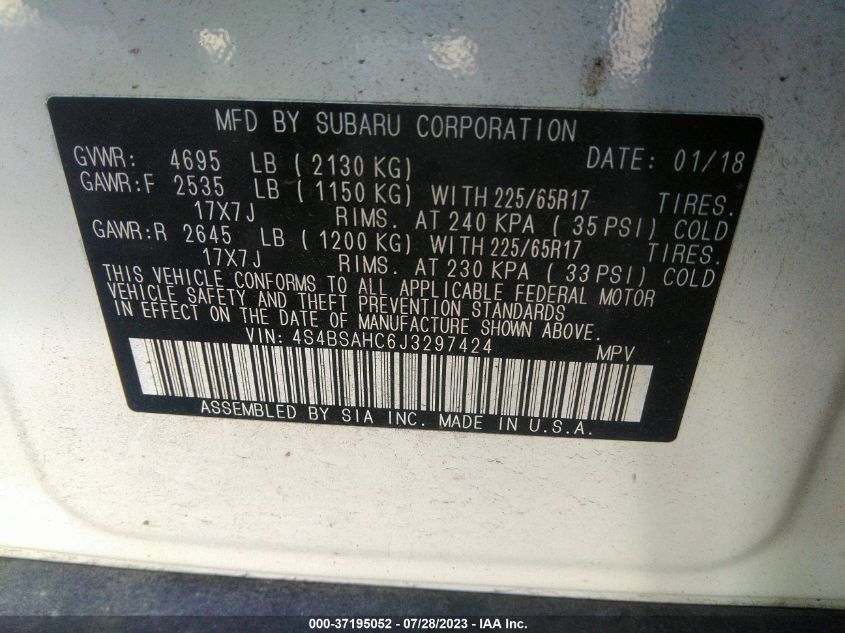 MFD BY SUBARU CORPORATION
GVWR: 4695 LB ( 2130 KG) DATE: 01/18
GAWR:F 2535 LB ( 1150 KG) WITH 225/65R17 TIRES.
17X7J RIMS. AT 240 KPA ( 35 PSI) COLD
GAWR:R 2645 LB ( 1200 KG) WITH 225/65R17 TIRES.
17X7J RIMS. AT 230 KPA ( 33 PSI) COLD
THIS VEHICLE CONFORMS TO ALL APPLICABLE FEDERAL MOTOR
VEHICLE SAFETY AND THEFT PREVENTION STANDARDS
IN EFFECT ON THE DATE OF MANUFACTURE SHOWN ABOVE.
VIN: 4S4BSAHC6J3297424 MPV
ASSEMBLED BY SIA INC. MADE IN U.S.A.
000-37195052 - 07/28/2023 - IAA Inc.